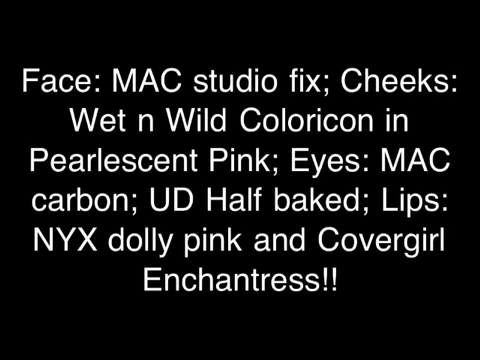 Face: MAC studio fix; Cheeks:
Wet n Wild Coloricon in
Pearlescent Pink; Eyes: MAC
carbon; UD Half baked; Lips:
NYX dolly pink and Covergirl
Enchantress!!